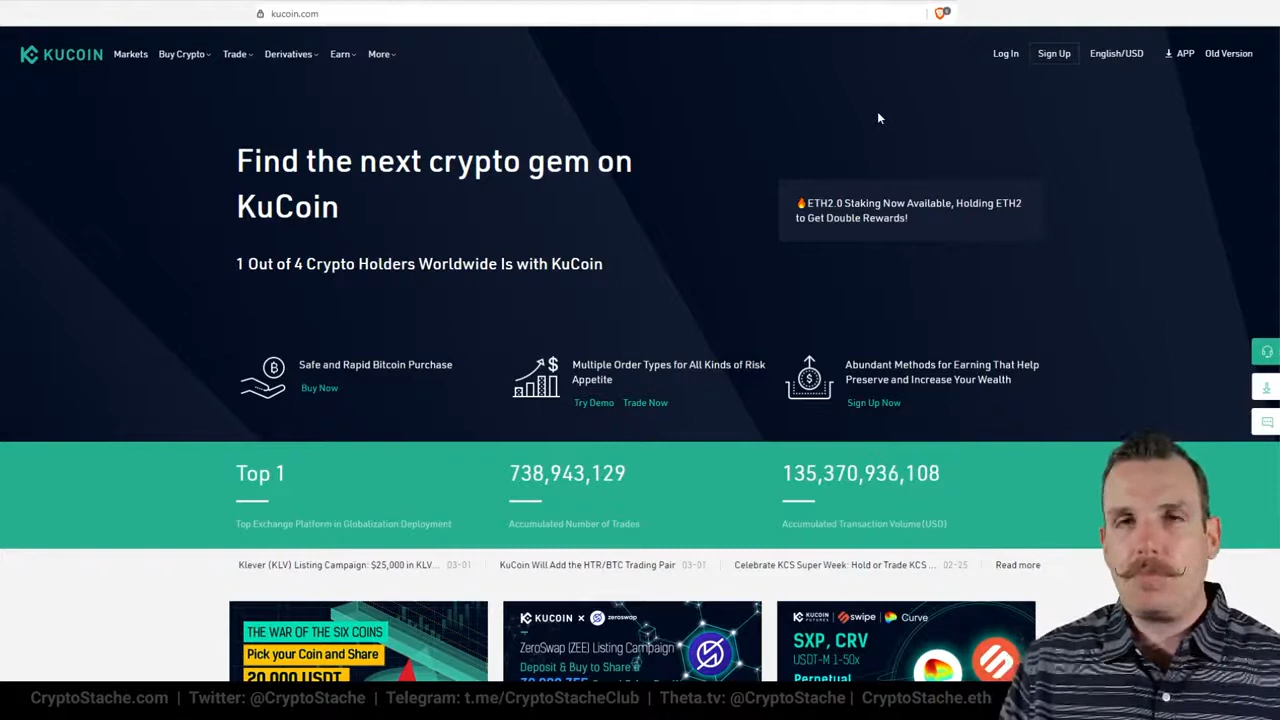 kucoin.com
KUCOIN Markets Buy Crypto Trade Derivatives Earn More Log In Sign Up English/USD APP Old Version
Find the next crypto gem on
KuCoin
1 Out of 4 Crypto Holders Worldwide Is with KuCoin
🔥ETH2.0 Staking Now Available, Holding ETH2
to Get Double Rewards!
Safe and Rapid Bitcoin Purchase
Buy Now
Multiple Order Types for All Kinds of Risk
Appetite
Try Demo Trade Now
Abundant Methods for Earning That Help
Preserve and Increase Your Wealth
Sign Up Now
Top 1
Top Exchange Platform in Globalization Deployment
738,943,129
Accumulated Number of Trades
135,370,936,108
Accumulated Transaction Volume(USD)
Klever (KLV) Listing Campaign: $25,000 in KLV... 03-01
KuCoin Will Add the HTR/BTC Trading Pair 03-01
Celebrate KCS Super Week: Hold or Trade KCS ... 02-25
Read more
THE WAR OF THE SIX COINS
Pick your Coin and Share
20,000 USDT
KUCOIN × zeroswap
ZeroSwap (ZEE) Listing Campaign
Deposit & Buy to Share
KUCOIN FUTURES swipe Curve
SXP, CRV
USDT-M 1-50x
Perpetual
CryptoStache.com | Twitter: @CryptoStache | Telegram: t.me/CryptoStacheClub | Theta.tv: @CryptoStache | CryptoStache.eth